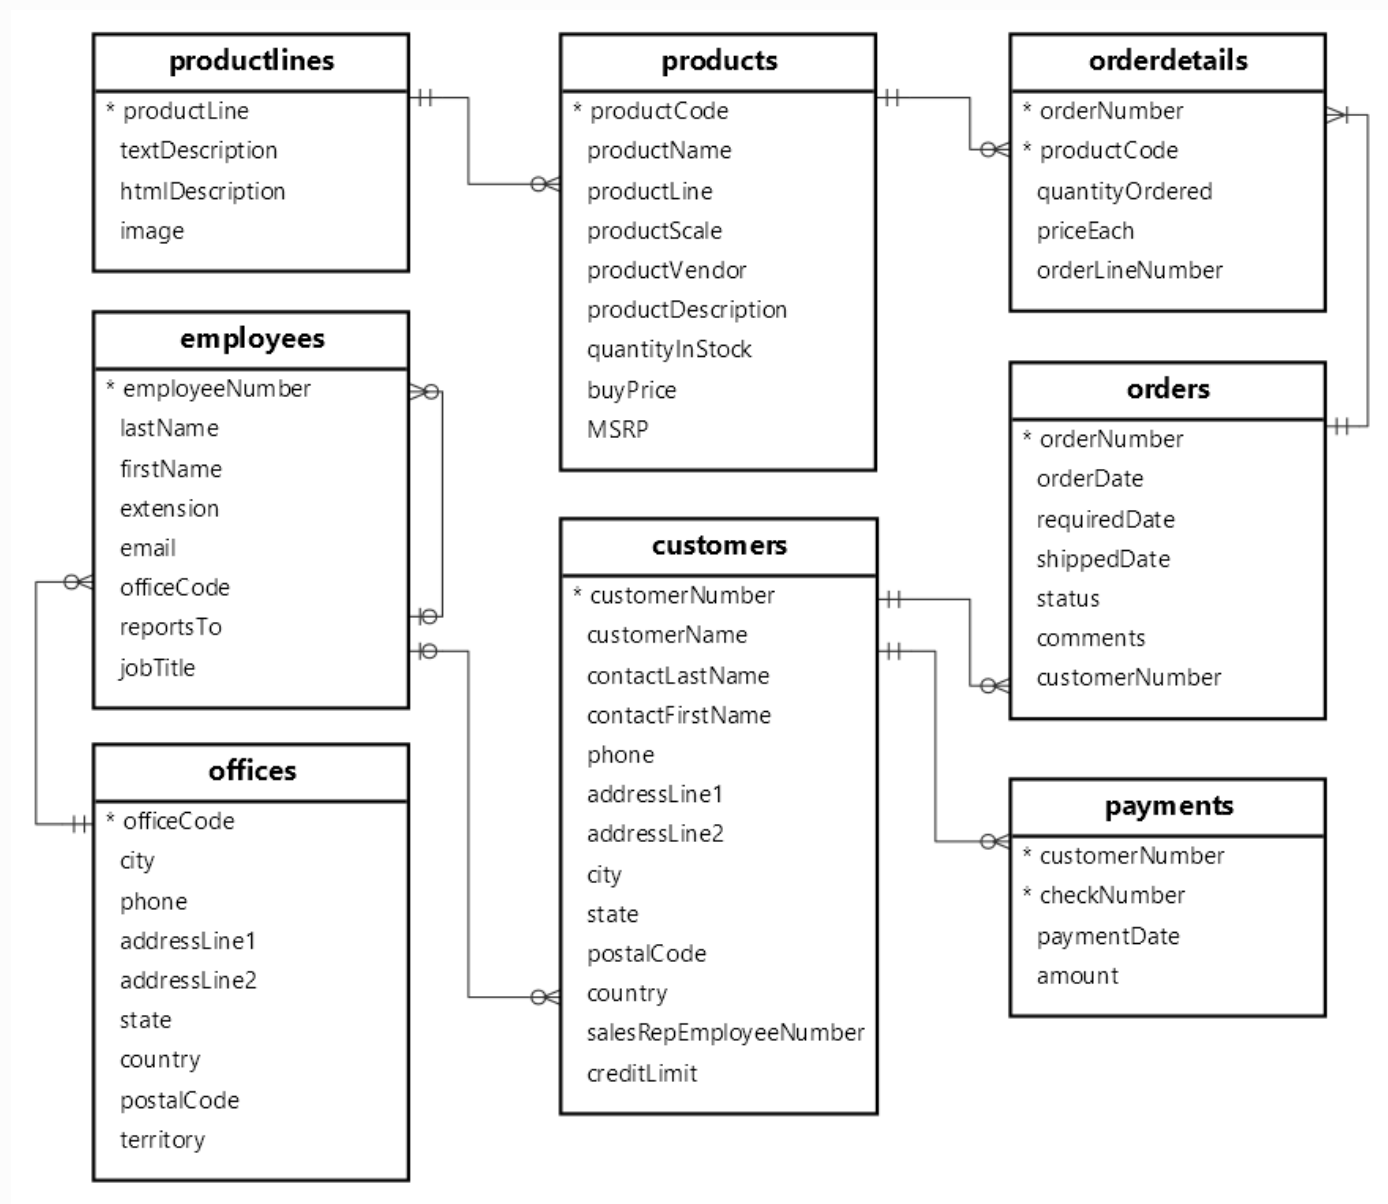 productlines
* productLine
textDescription
htmlDescription
image
products
* productCode
productName
productLine
productScale
productVendor
productDescription
quantityInStock
buyPrice
MSRP
orderdetails
* orderNumber
* productCode
quantityOrdered
priceEach
orderLineNumber
employees
* employeeNumber
lastName
firstName
extension
email
officeCode
reportsTo
jobTitle
customers
* customerNumber
customerName
contactLastName
contactFirstName
phone
addressLine1
addressLine2
city
state
postalCode
country
salesRepEmployeeNumber
creditLimit
orders
* orderNumber
orderDate
requiredDate
shippedDate
status
comments
customerNumber
offices
* officeCode
city
phone
addressLine1
addressLine2
state
country
postalCode
territory
payments
* customerNumber
* checkNumber
paymentDate
amount